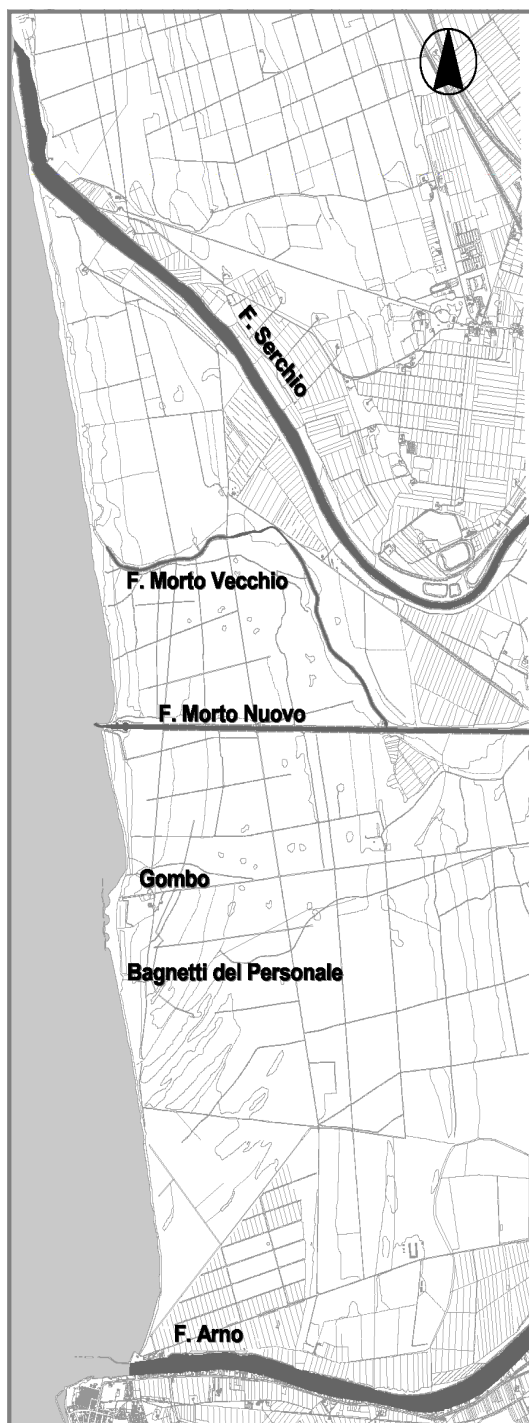 F. Serchio
F. Morto Vecchio
F. Morto Nuovo
Gombo
Bagnetti del Personale
F. Arno